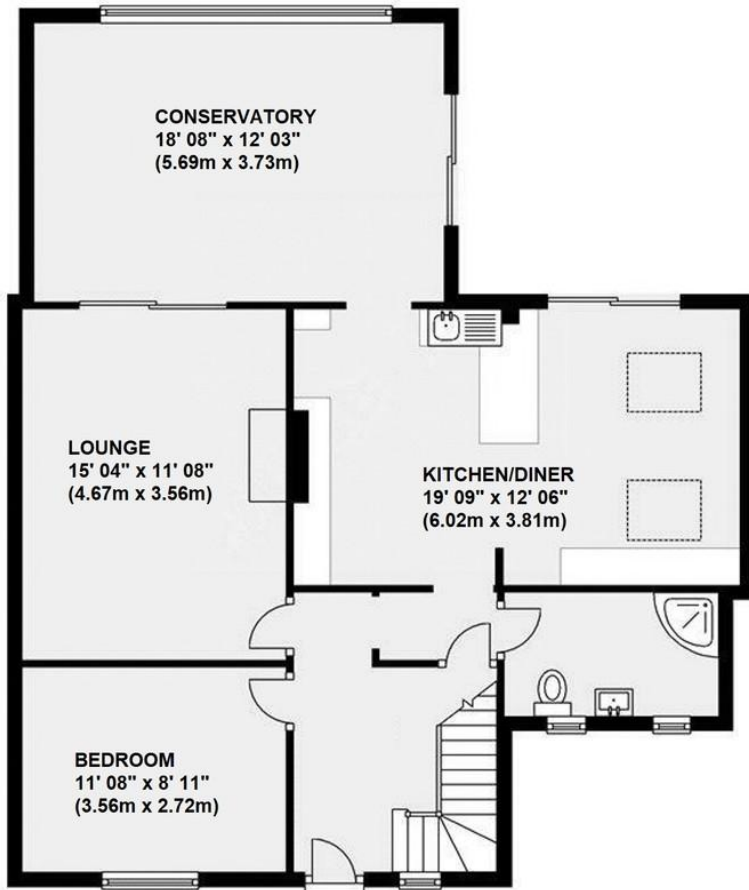 CONSERVATORY
18' 08" x 12' 03"
(5.69m x 3.73m)
LOUNGE
15' 04" x 11' 08"
(4.67m x 3.56m)
KITCHEN/DINER
19' 09" x 12' 06"
(6.02m x 3.81m)
BEDROOM
11' 08" x 8' 11"
(3.56m x 2.72m)